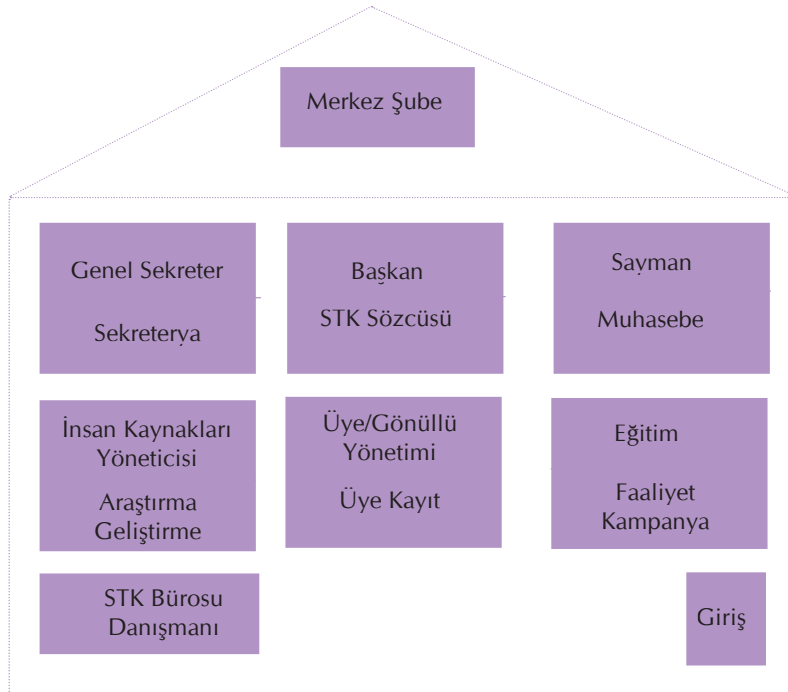 Merkez Şube
Genel Sekreter
Sekreterya
Başkan
STK Sözcüsü
Sayman
Muhasebe
İnsan Kaynakları
Yöneticisi
Araştırma
Geliştirme
Üye/Gönüllü
Yönetimi
Üye Kayıt
Eğitim
Faaliyet
Kampanya
STK Bürosu
Danışmanı
Giriş